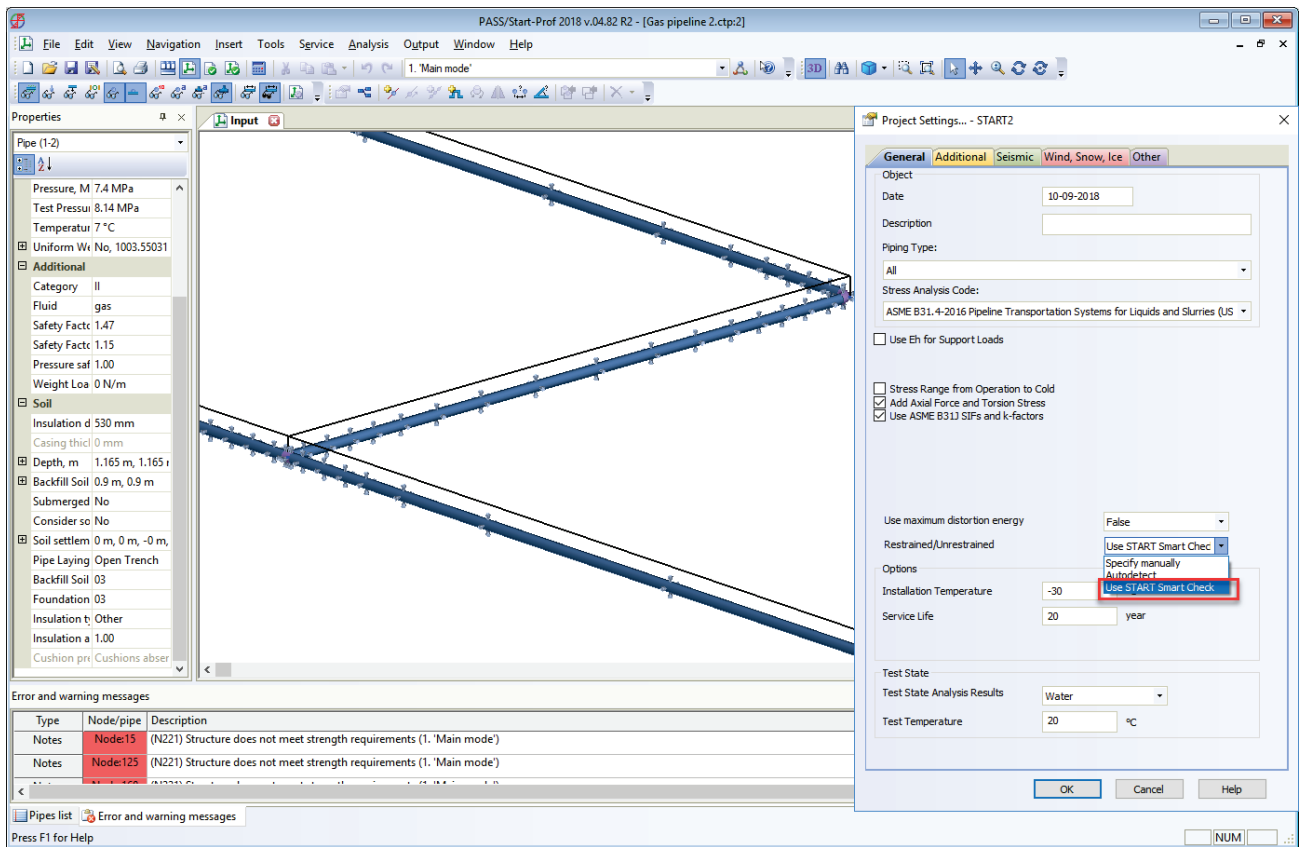 PASS/Start-Prof 2018 v.04.82 R2 - [Gas pipeline 2.ctp:2]
File Edit View Navigation Insert Tools Service Analysis Output Window Help
1. 'Main mode'
3D
Properties
Pipe (1-2)
Pressure, M 7.4 MPa
Test Pressu 8.14 MPa
Temperatur 7 °C
Uniform We No, 1003.55031
Additional
Category II
Fluid gas
Safety Factc 1.47
Safety Factc 1.15
Pressure saf 1.00
Weight Loa 0 N/m
Soil
Insulation d 530 mm
Casing thicl 0 mm
Depth, m 1.165 m, 1.165 r
Backfill Soil 0.9 m, 0.9 m
Submerged No
Consider so No
Soil settlem 0 m, 0 m, -0 m,
Pipe Laying Open Trench
Backfill Soil 03
Foundation 03
Insulation ty Other
Insulation a 1.00
Cushion pre Cushions abser
Input
Error and warning messages
Type Node/pipe Description
Notes Node:15 (N221) Structure does not meet strength requirements (1. 'Main mode')
Notes Node:125 (N221) Structure does not meet strength requirements (1. 'Main mode')
Pipes list Error and warning messages
Press F1 for Help
NUM
Project Settings... - START2
General Additional Seismic Wind, Snow, Ice Other
Object
Date 10-09-2018
Description
Piping Type:
All
Stress Analysis Code:
ASME B31.4-2016 Pipeline Transportation Systems for Liquids and Slurries (US
Use Eh for Support Loads
Stress Range from Operation to Cold
Add Axial Force and Torsion Stress
Use ASME B31J SIFs and k-factors
Use maximum distortion energy False
Restrained/Unrestrained Use START Smart Chec
Specify manually
Autodetect
Use START Smart Check
Options
Installation Temperature -30
Service Life 20 year
Test State
Test State Analysis Results Water
Test Temperature 20 °C
OK Cancel Help